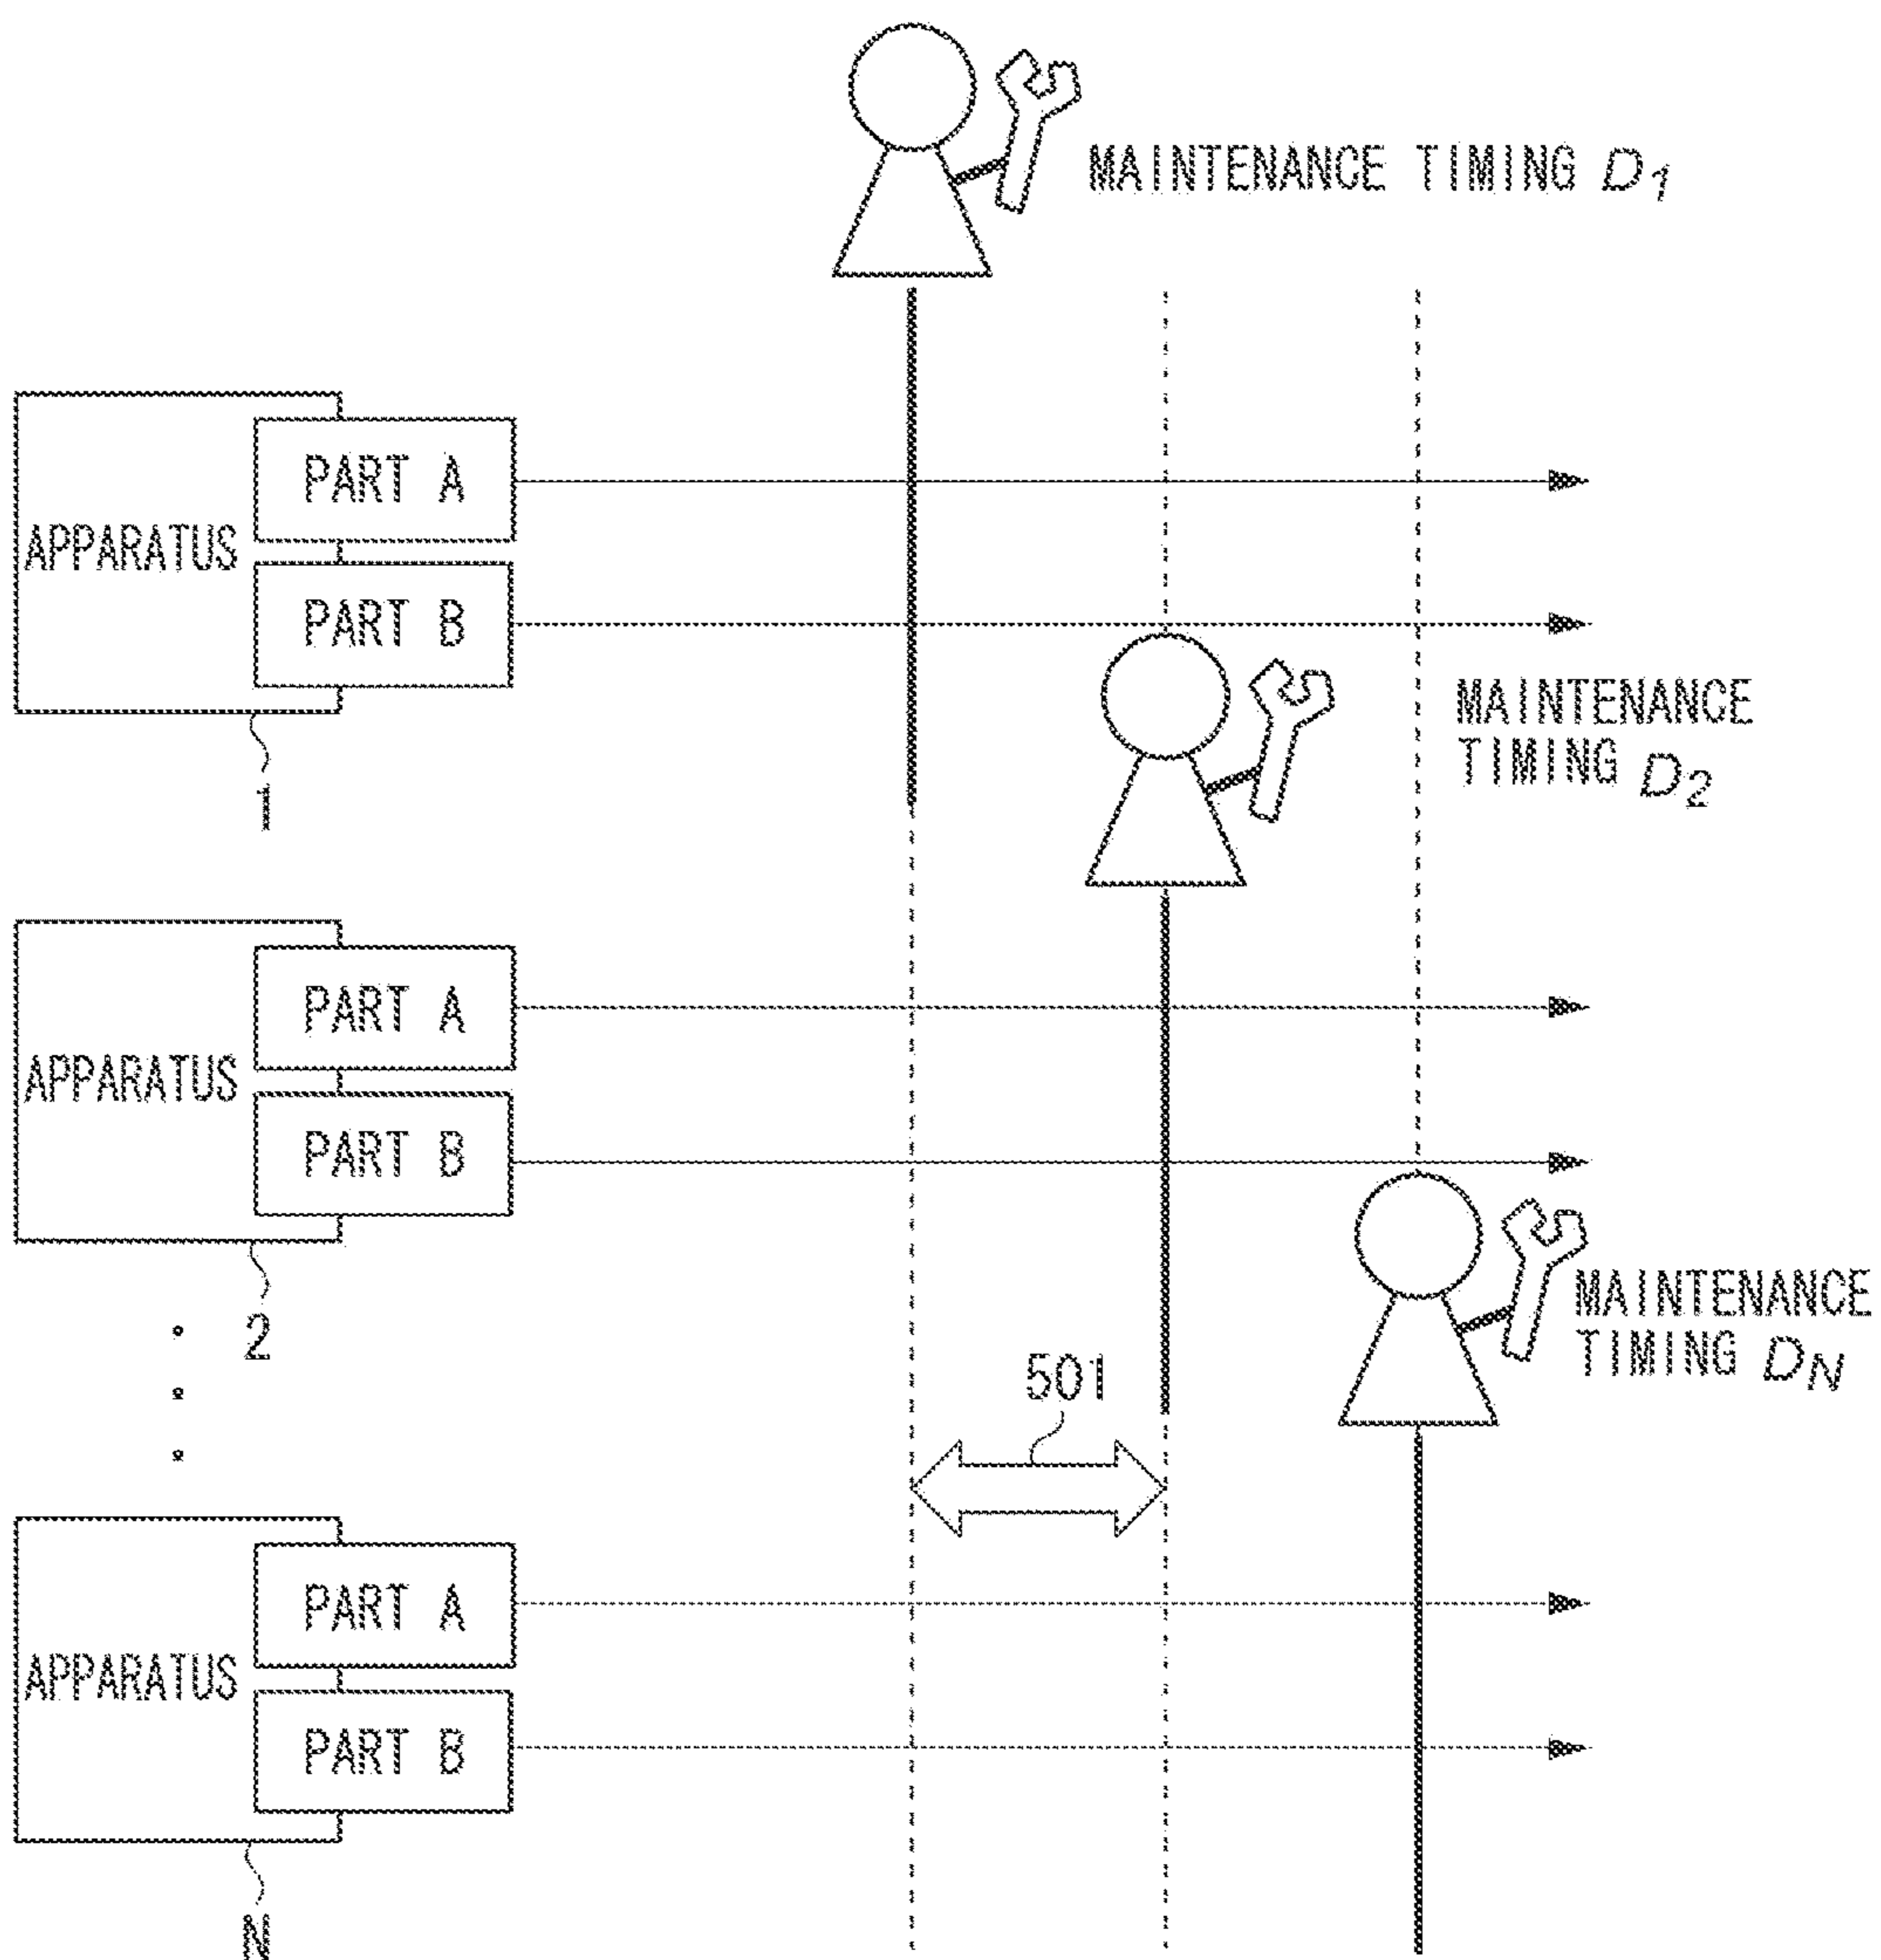 MAINTENANCE TIMING D1
PART A
APPARATUS
PART B
1
MAINTENANCE
TIMING D2
PART A
APPARATUS
PART B
2
MAINTENANCE
TIMING DN
501
PART A
APPARATUS
PART B
N